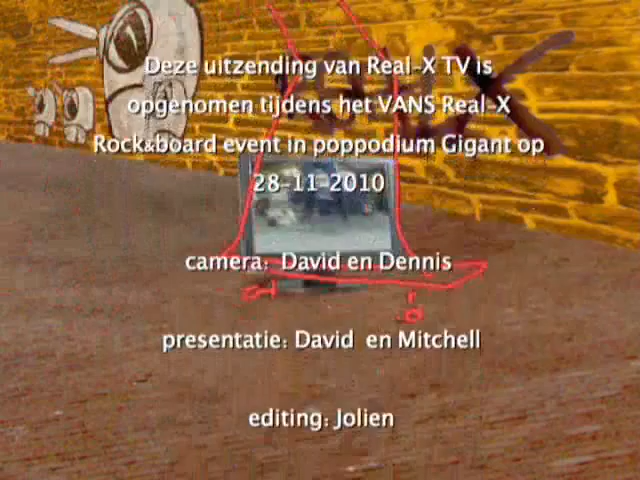 Deze uitzending van Real-X TV is
opgenomen tijdens het VANS Real-X
Rock&board event in poppodium Gigant op
28-11-2010
camera: David en Dennis
presentatie: David en Mitchell
editing: Jolien